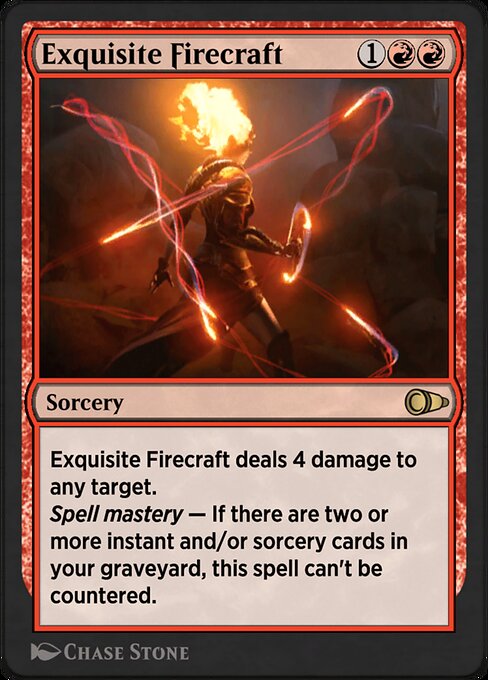 Exquisite Firecraft 1
Sorcery
Exquisite Firecraft deals 4 damage to
any target.
Spell mastery — If there are two or
more instant and/or sorcery cards in
your graveyard, this spell can't be
countered.
Chase Stone